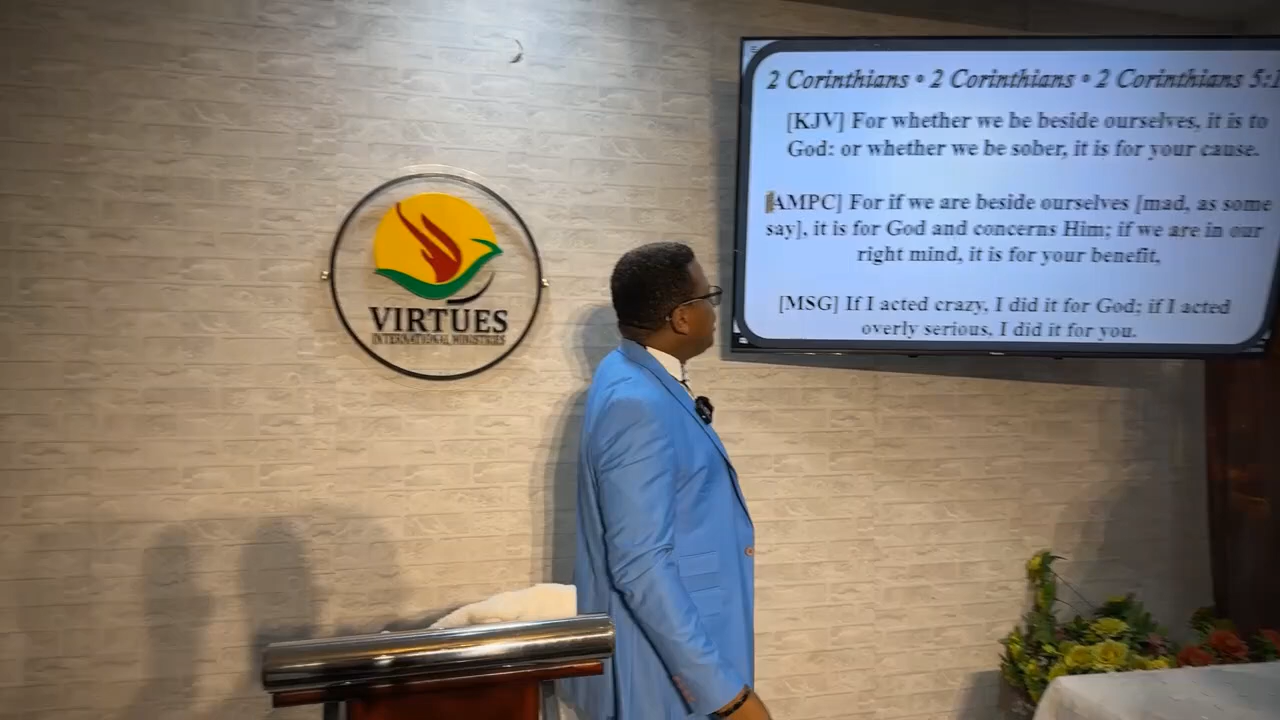 2 Corinthians • 2 Corinthians • 2 Corinthians 5:1
[KJV] For whether we be beside ourselves, it is to
God: or whether we be sober, it is for your cause.
[AMPC] For if we are beside ourselves [mad, as some
say], it is for God and concerns Him; if we are in our
right mind, it is for your benefit,
[MSG] If I acted crazy, I did it for God; if I acted
overly serious, I did it for you.
VIRTUES
INTERNATIONAL MINISTRIES